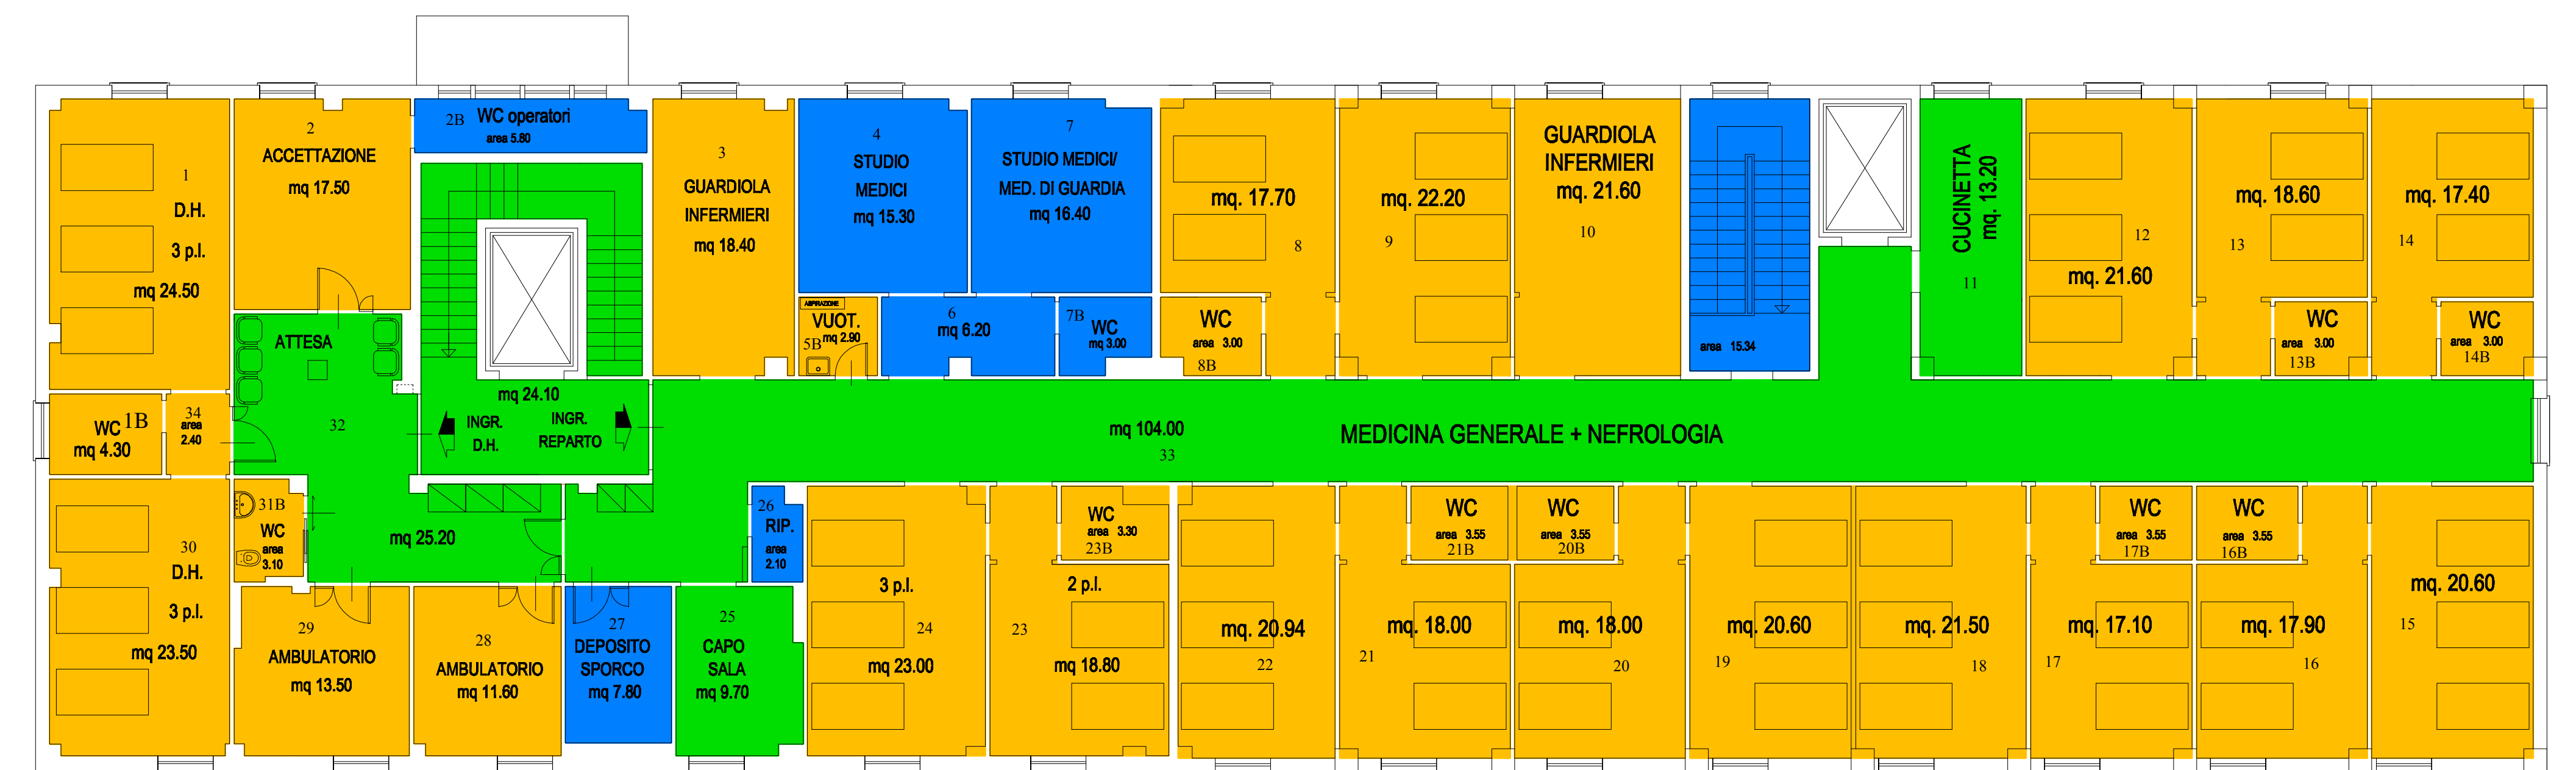 1
D.H.
3 p.l.
mq 24.50
2
ACCETTAZIONE
mq 17.50
2B
WC operatori
area 5.80
3
GUARDIOLA
INFERMIERI
mq 18.40
4
STUDIO
MEDICI
mq 15.30
7
STUDIO MEDICI/
MED. DI GUARDIA
mq 16.40
mq. 17.70
8
mq. 22.20
9
GUARDIOLA
INFERMIERI
mq. 21.60
10
area 15.34
CUCINETTA
mq. 13.20
11
12
mq. 21.60
mq. 18.60
13
mq. 17.40
14
ASPIRAZIONE
VUOT.
mq 2.90
5B
6
mq 6.20
7B
WC
mq 3.00
WC
area 3.00
8B
WC
area 3.00
13B
WC
area 3.00
14B
ATTESA
32
WC 1B
mq 4.30
34
area
2.40
mq 24.10
INGR.
D.H.
INGR.
REPARTO
mq 104.00
33
MEDICINA GENERALE + NEFROLOGIA
30
D.H.
3 p.l.
mq 23.50
31B
WC
area
3.10
mq 25.20
29
AMBULATORIO
mq 13.50
28
AMBULATORIO
mq 11.60
27
DEPOSITO
SPORCO
mq 7.80
25
CAPO
SALA
mq 9.70
26
RIP.
area
2.10
3 p.l.
24
mq 23.00
WC
area 3.30
23B
2 p.l.
23
mq 18.80
mq. 20.94
22
WC
area 3.55
21B
mq. 18.00
21
WC
area 3.55
20B
mq. 18.00
20
mq. 20.60
19
mq. 21.50
18
WC
area 3.55
17B
mq. 17.10
17
WC
area 3.55
16B
mq. 17.90
16
mq. 20.60
15